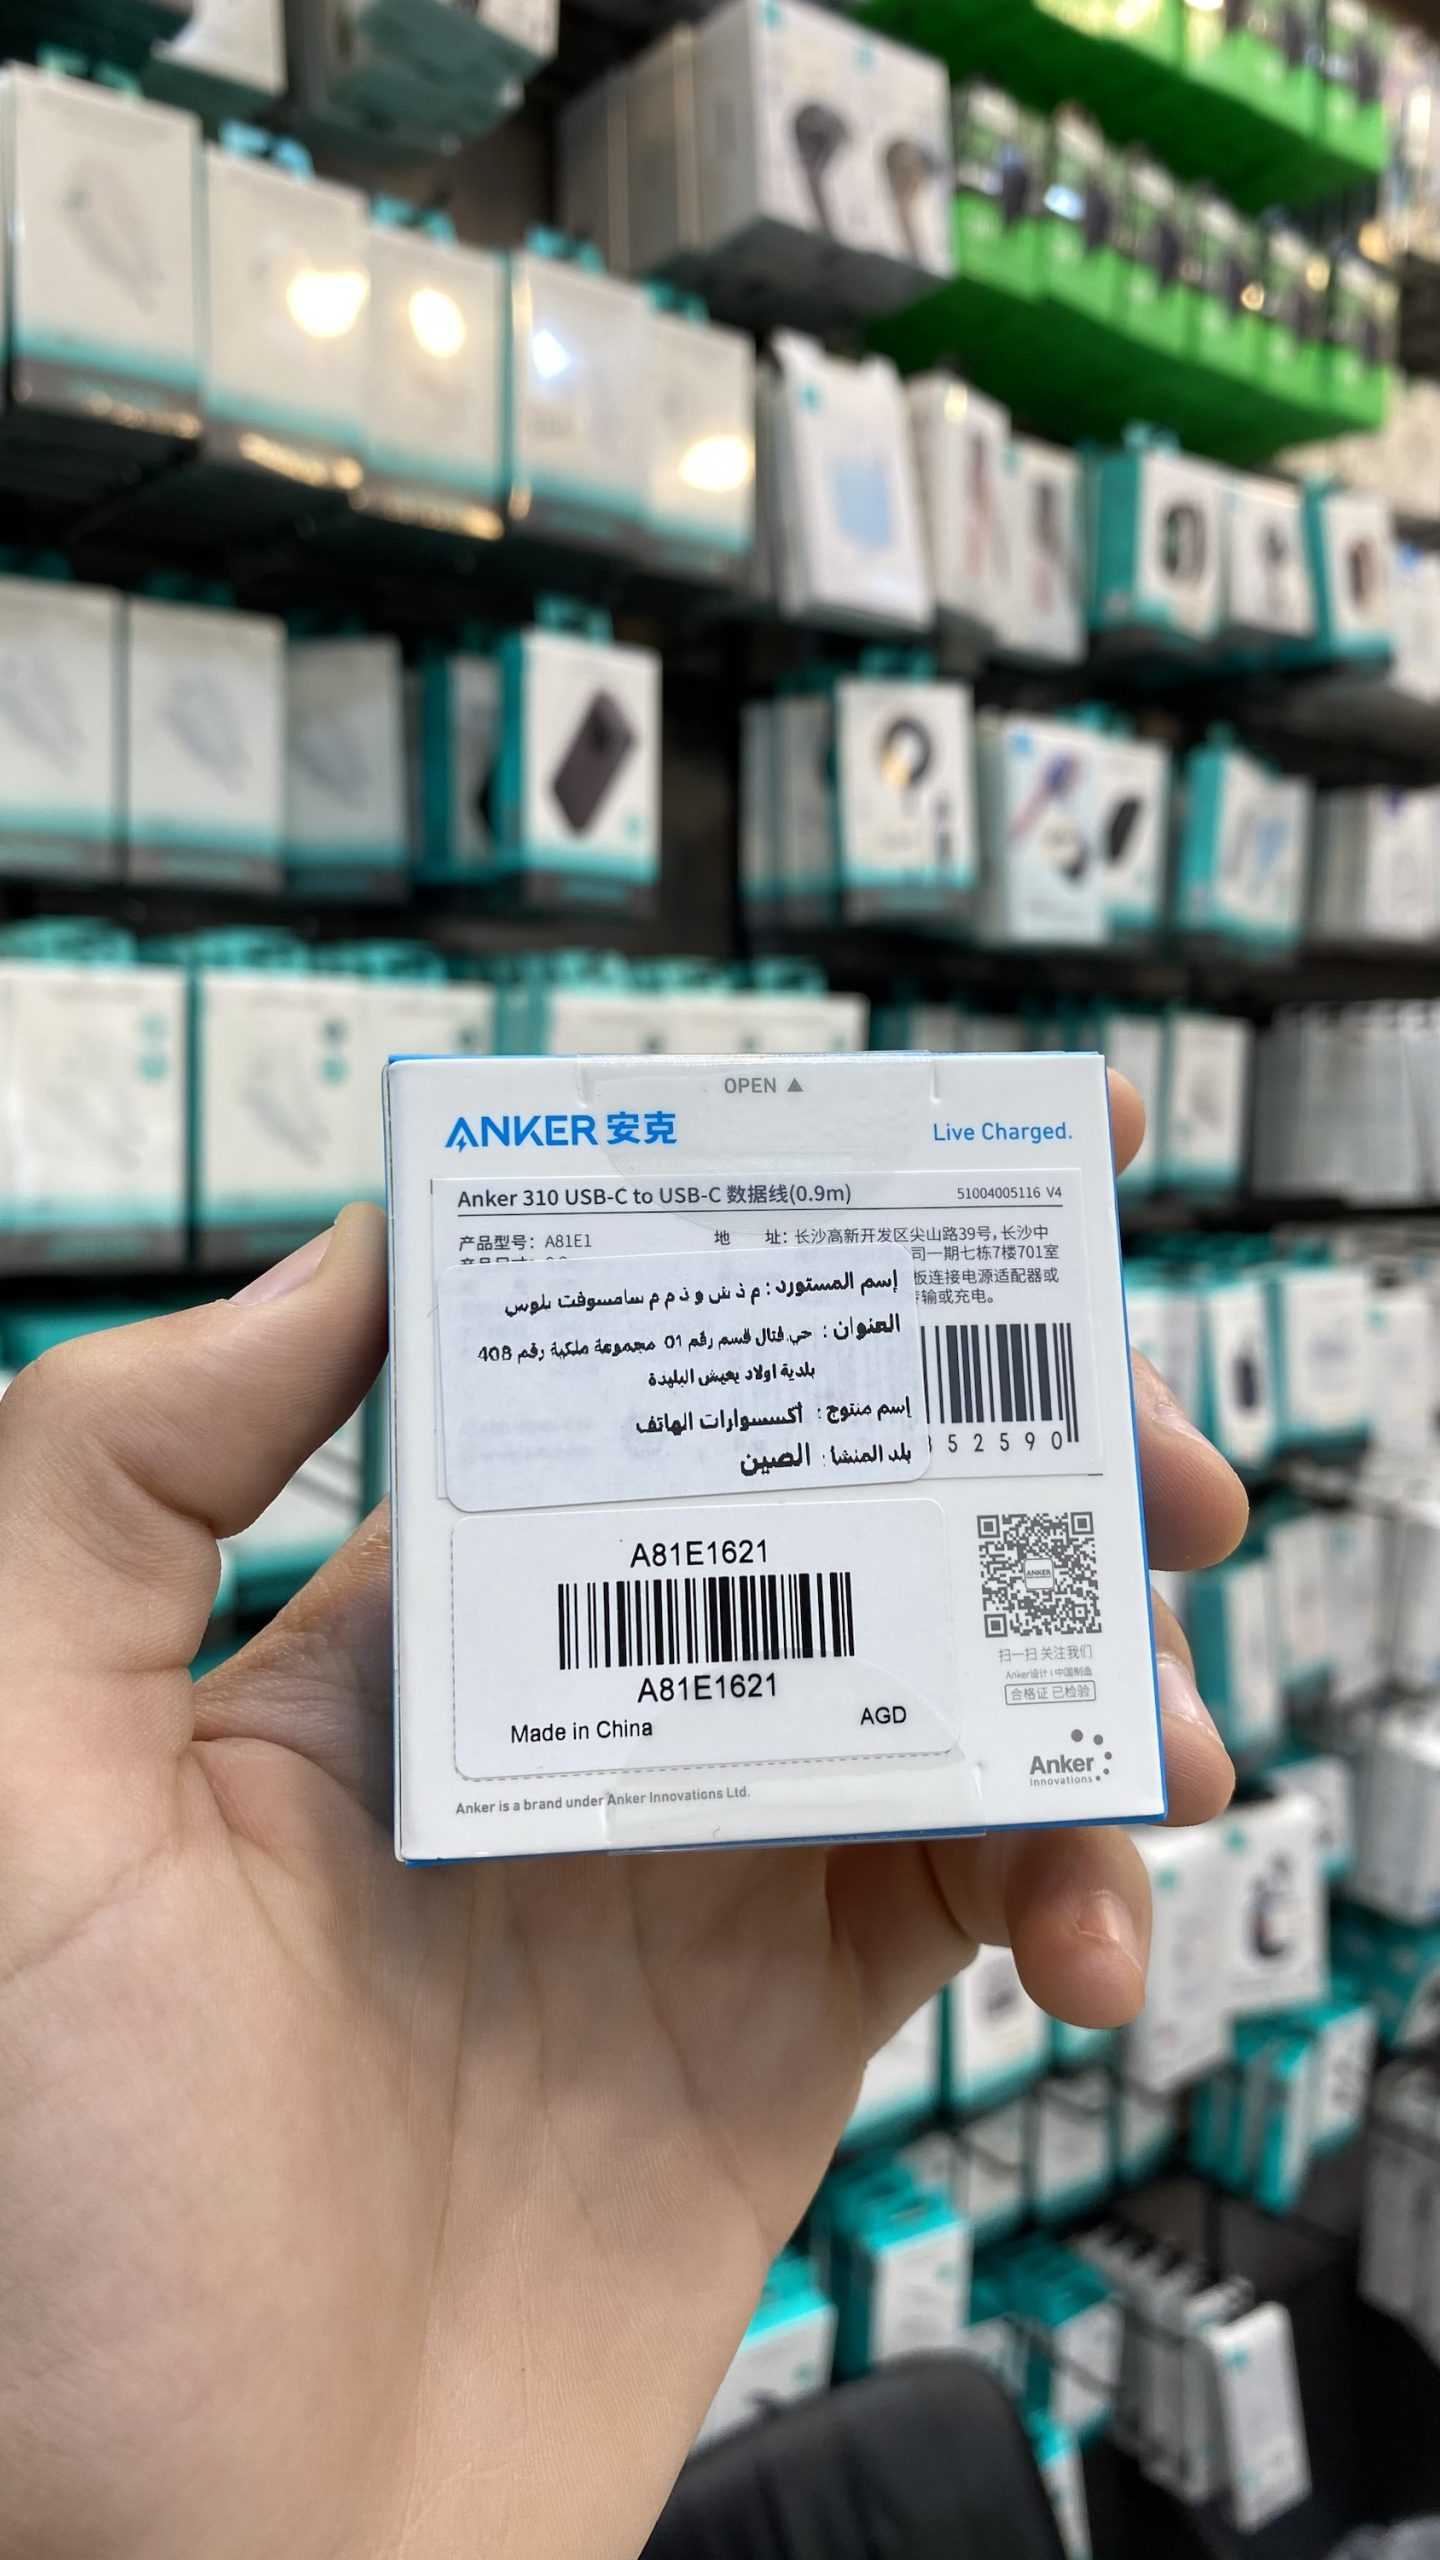 OPEN ▲
ANKER 安克
Live Charged.
Anker 310 USB-C to USB-C 数据线(0.9m)
51004005116 V4
产品型号: A81E1
地 址: 长沙高新开发区尖山路39号, 长沙中
司一期七栋7楼701室
板连接电源适配器或
传输或充电。
إسم المستورد : م ذ ش و ذ م م سامسوفت بلوس
العنوان : حي فتال قسم رقم 01 مجموعة ملكية رقم 408
بلدية اولاد يعيش البليدة
إسم منتوج : أكسسوارات الهاتف
بلد المنشا : الصين
52590
A81E1621
A81E1621
Made in China
AGD
ANKER
扫一扫 关注我们
Anker设计 | 中国制造
合格证 已检验
Anker
Innovations
Anker is a brand under Anker Innovations Ltd.